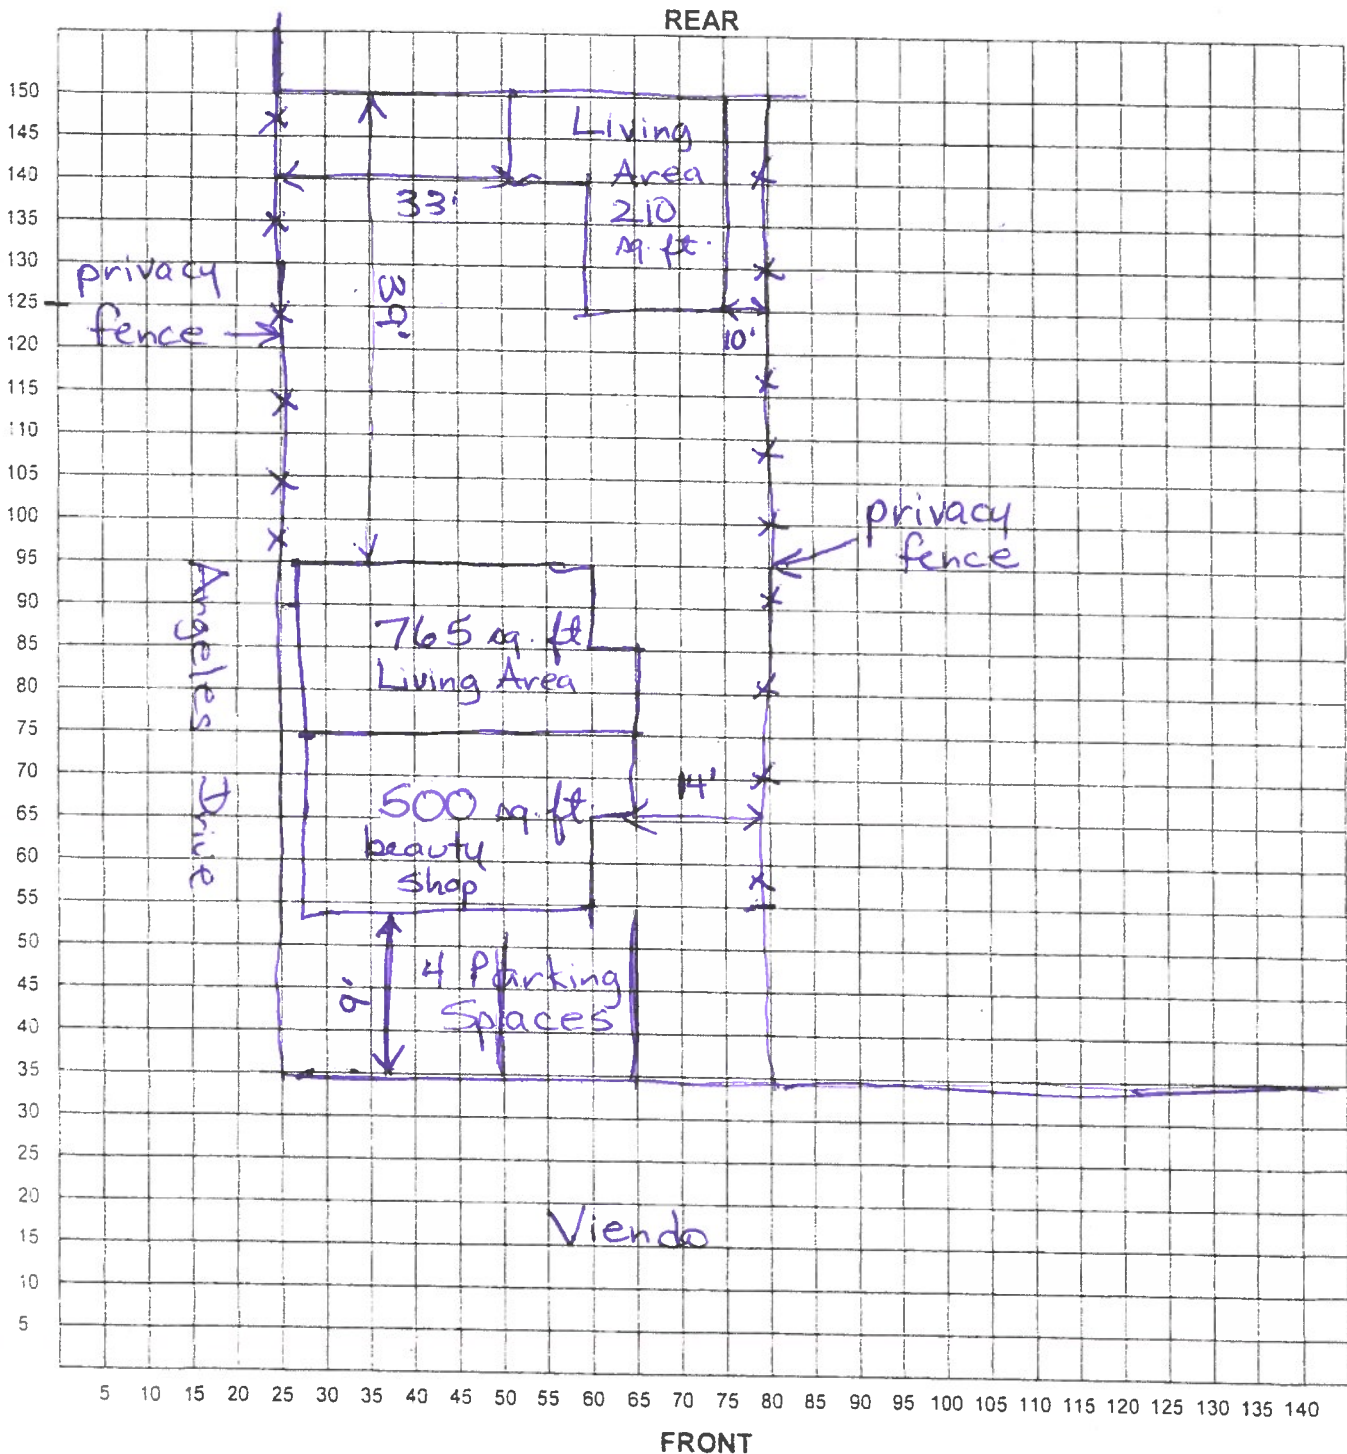 REAR
150
145
140
135
130
125
120
115
110
105
100
95
90
85
80
75
70
65
60
55
50
45
40
35
30
25
20
15
10
5
Living
Area
210
sq. ft.
33'
39'
10'
privacy
fence
privacy
fence
Angeles Drive
765 sq. ft
Living Area
14'
500 sq. ft.
beauty
shop
4 Parking
Spaces
Viendo
5 10 15 20 25 30 35 40 45 50 55 60 65 70 75 80 85 90 95 100 105 110 115 120 125 130 135 140
FRONT